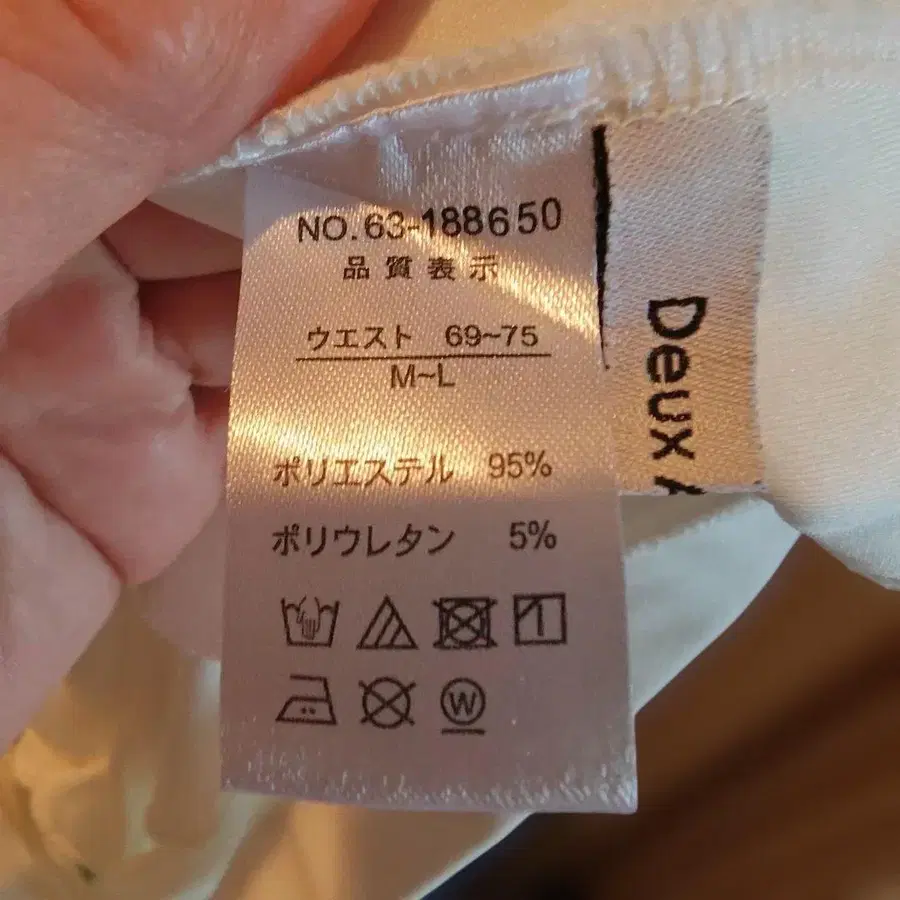 NO.63-188650
品質表示
ウエスト 69~75
M~L
ポリエステル 95%
ポリウレタン 5%
W
Deux